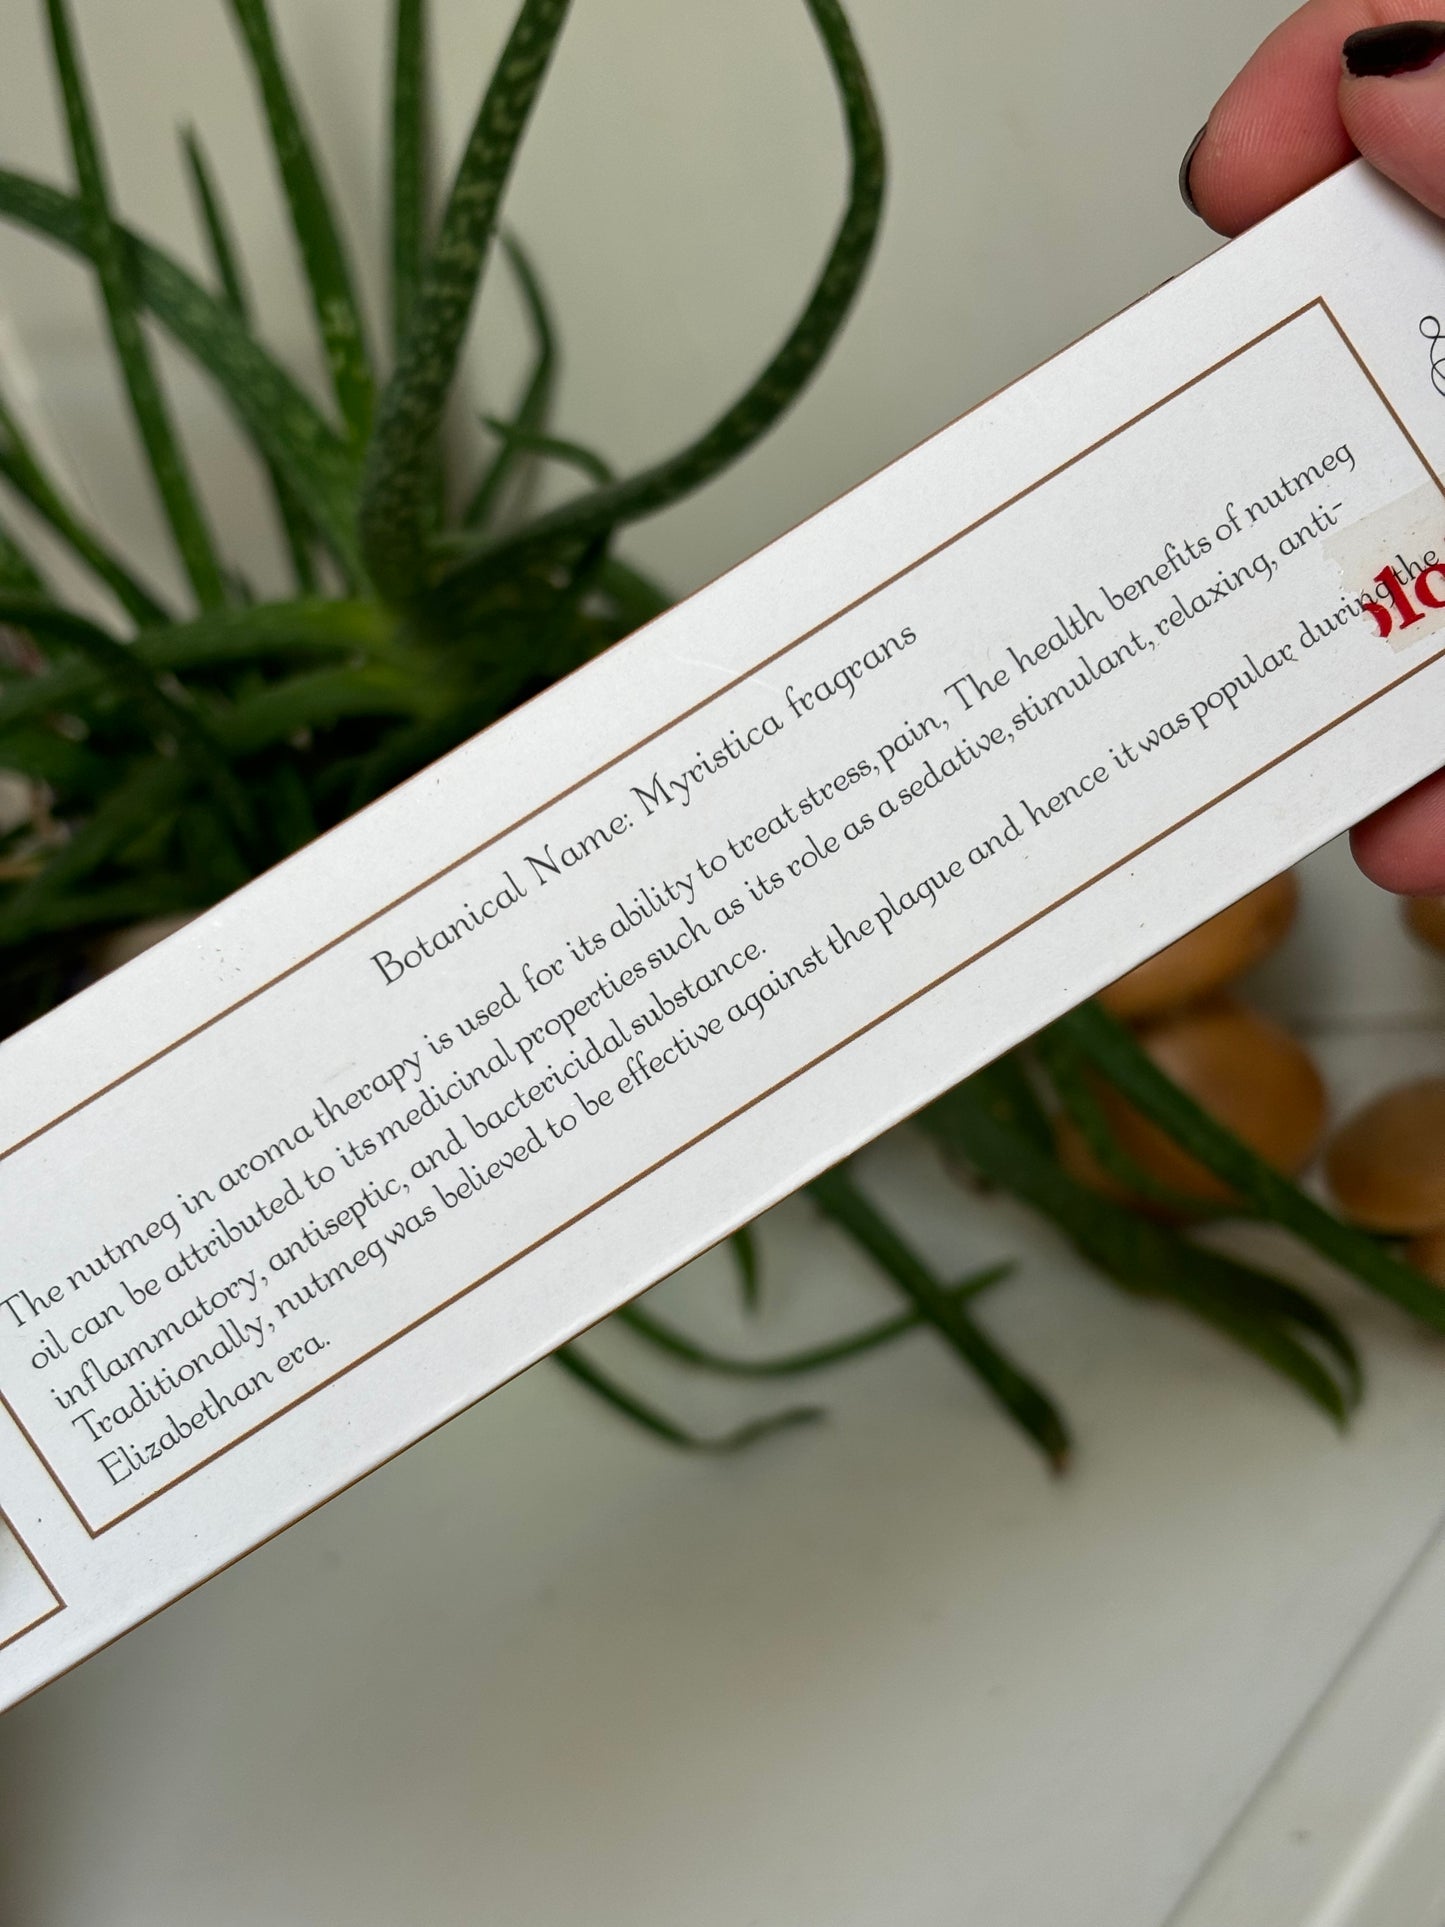 Botanical Name: Myristica fragrans
The nutmeg in aroma therapy is used for its ability to treat stress, pain, The health benefits of nutmeg
oil can be attributed to its medicinal properties such as its role as a sedative, stimulant, relaxing, anti-
inflammatory, antiseptic, and bactericidal substance.
Traditionally, nutmeg was believed to be effective against the plague and hence it was popular during the
Elizabethan era.